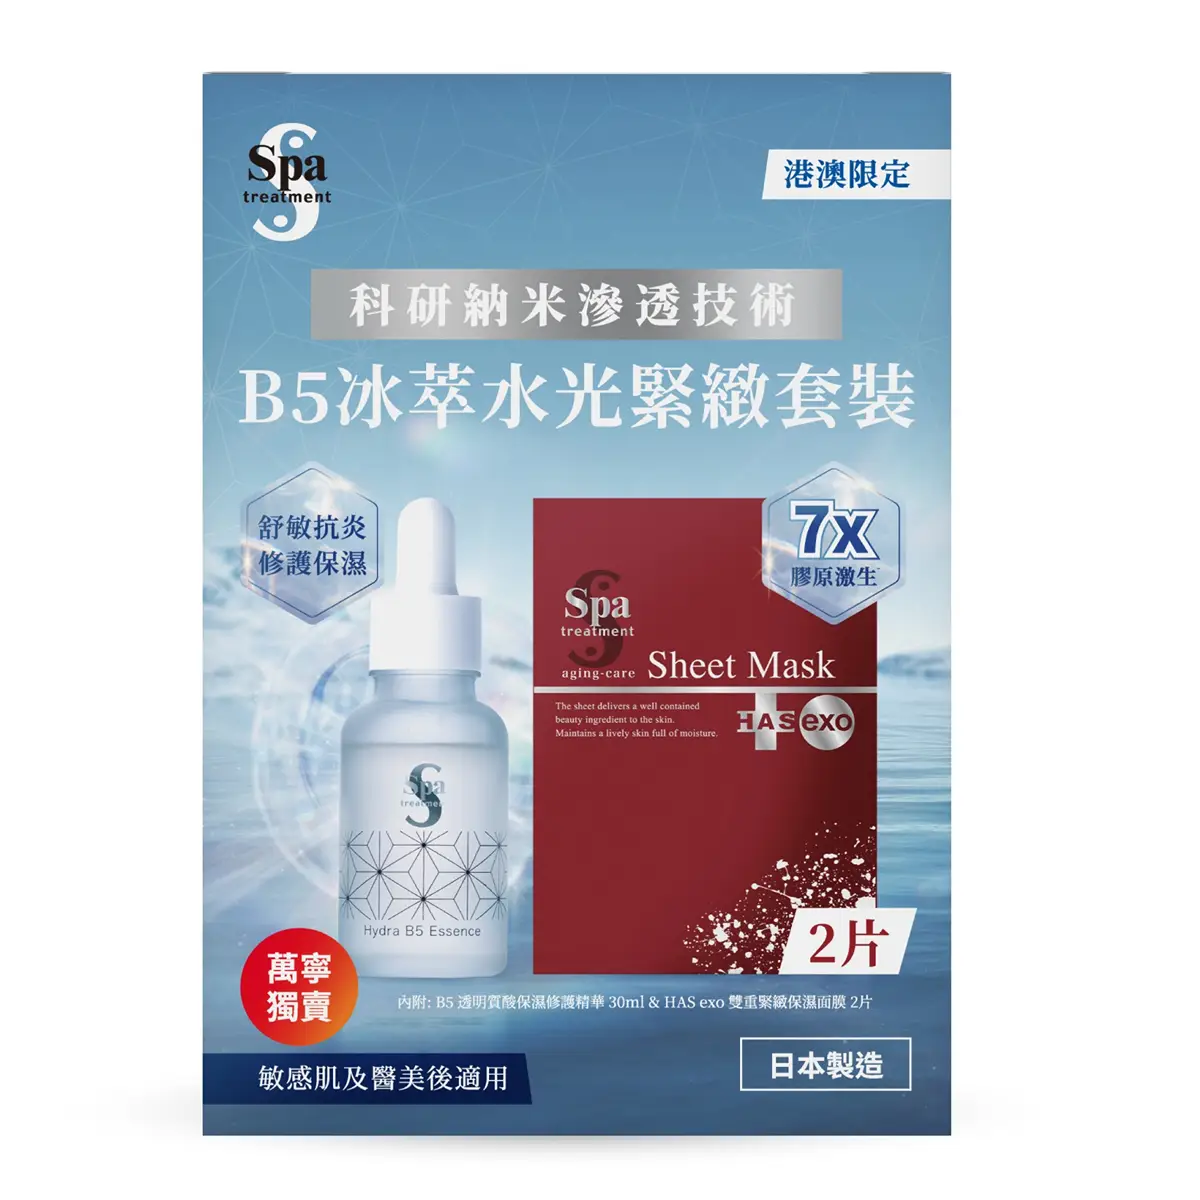 Spa
treatment
港澳限定
科研納米滲透技術
B5冰萃水光緊緻套裝
舒敏抗炎
修護保濕
7x
膠原激生
Spa
treatment
aging-care Sheet Mask
The sheet delivers a well contained
beauty ingredient to the skin.
Maintains a lively skin full of moisture.
HAS exo
Spa
treatment
Hydra B5 Essence
2片
萬寧
獨賣
內附: B5 透明質酸保濕修護精華 30ml & HAS exo 雙重緊緻保濕面膜 2片
敏感肌及醫美後適用
日本製造